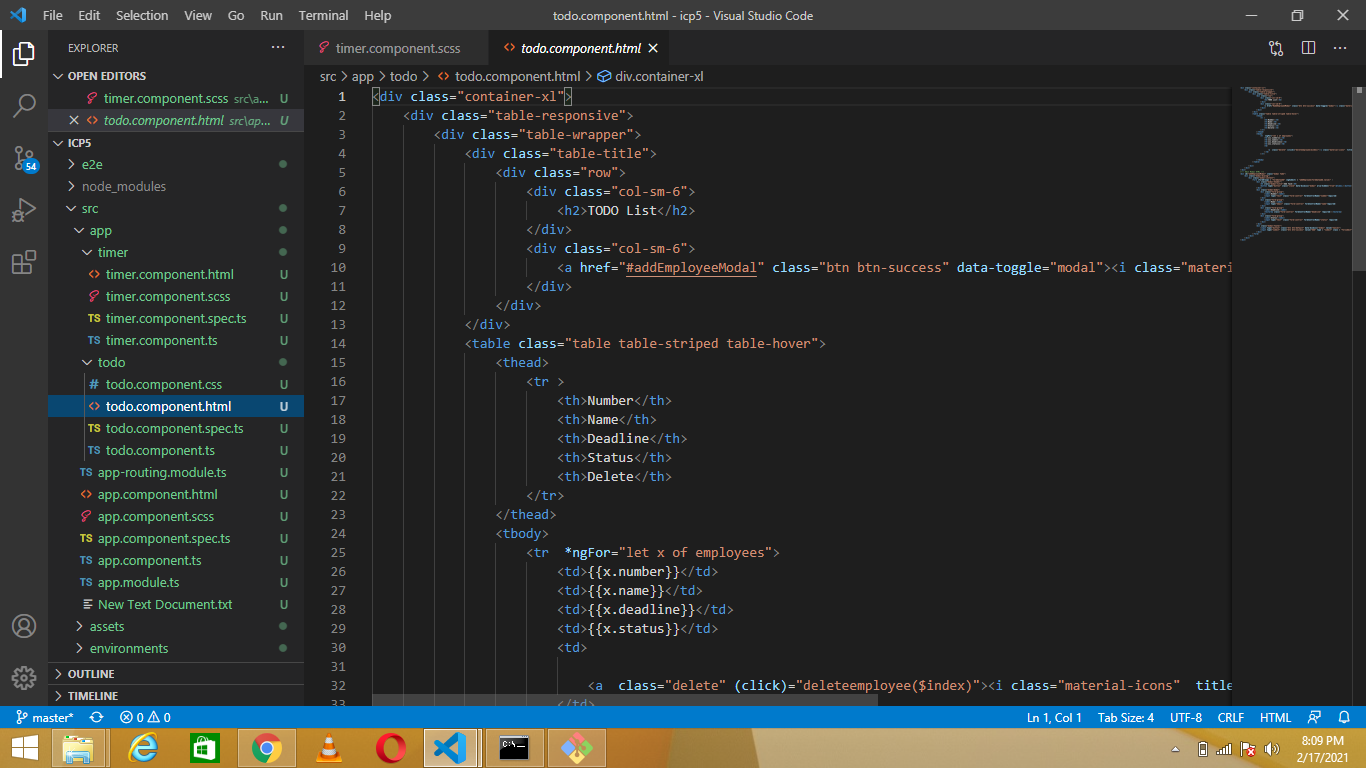 File Edit Selection View Go Run Terminal Help
todo.component.html - icp5 - Visual Studio Code
EXPLORER
timer.component.scss
todo.component.html
OPEN EDITORS
timer.component.scss src\a... U
todo.component.html src\ap... U
ICP5
e2e
node_modules
src
app
timer
timer.component.html U
timer.component.scss U
TS timer.component.spec.ts U
TS timer.component.ts U
todo
# todo.component.css U
todo.component.html U
TS todo.component.spec.ts U
TS todo.component.ts U
TS app-routing.module.ts U
app.component.html U
app.component.scss U
TS app.component.spec.ts U
TS app.component.ts U
TS app.module.ts U
New Text Document.txt U
assets
environments
OUTLINE
TIMELINE
54
src > app > todo > todo.component.html > div.container-xl
1 <div class="container-xl">
2 <div class="table-responsive">
3 <div class="table-wrapper">
4 <div class="table-title">
5 <div class="row">
6 <div class="col-sm-6">
7 <h2>TODO List</h2>
8 </div>
9 <div class="col-sm-6">
10 <a href="#addEmployeeModal" class="btn btn-success" data-toggle="modal"><i class="materi
11 </div>
12 </div>
13 </div>
14 <table class="table table-striped table-hover">
15 <thead>
16 <tr >
17 <th>Number</th>
18 <th>Name</th>
19 <th>Deadline</th>
20 <th>Status</th>
21 <th>Delete</th>
22 </tr>
23 </thead>
24 <tbody>
25 <tr  *ngFor="let x of employees">
26 <td>{{x.number}}</td>
27 <td>{{x.name}}</td>
28 <td>{{x.deadline}}</td>
29 <td>{{x.status}}</td>
30 <td>
31
32 <a  class="delete" (click)="deleteemployee($index)"><i class="material-icons"  title
33 </td>
master* 0 0
Ln 1, Col 1 Tab Size: 4 UTF-8 CRLF HTML
8:09 PM
2/17/2021